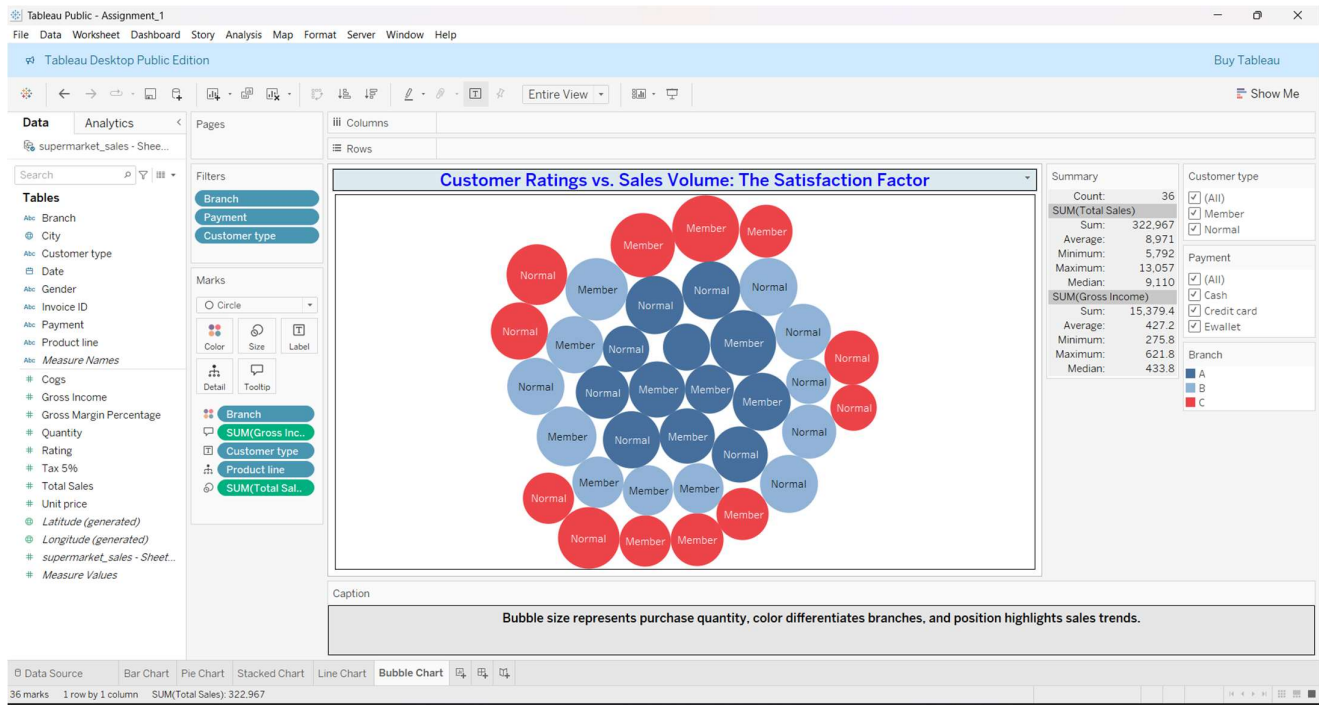 Tableau Public - Assignment_1
File Data Worksheet Dashboard Story Analysis Map Format Server Window Help
Tableau Desktop Public Edition
Buy Tableau
Entire View
Show Me
Data
Analytics
supermarket_sales - Shee...
Search
Tables
Abc Branch
City
Abc Customer type
Date
Abc Gender
Abc Invoice ID
Abc Payment
Abc Product line
Abc Measure Names
# Cogs
# Gross Income
# Gross Margin Percentage
# Quantity
# Rating
# Tax 5%
# Total Sales
# Unit price
Latitude (generated)
Longitude (generated)
# supermarket_sales - Sheet...
# Measure Values
Pages
Filters
Branch
Payment
Customer type
Marks
Circle
Color
Size
Label
Detail
Tooltip
Branch
SUM(Gross Inc..
Customer type
Product line
SUM(Total Sal..
Columns
Rows
Customer Ratings vs. Sales Volume: The Satisfaction Factor
Member
Member
Member
Normal
Member
Normal
Normal
Normal
Normal
Member
Normal
Member
Normal
Normal
Normal
Normal
Member
Member
Normal
Member
Normal
Member
Normal
Member
Normal
Normal
Member
Member
Member
Normal
Normal
Member
Normal
Member
Member
Summary
Count: 36
SUM(Total Sales)
Sum: 322,967
Average: 8,971
Minimum: 5,792
Maximum: 13,057
Median: 9,110
SUM(Gross Income)
Sum: 15,379.4
Average: 427.2
Minimum: 275.8
Maximum: 621.8
Median: 433.8
Customer type
(All)
Member
Normal
Payment
(All)
Cash
Credit card
Ewallet
Branch
A
B
C
Caption
Bubble size represents purchase quantity, color differentiates branches, and position highlights sales trends.
Data Source
Bar Chart
Pie Chart
Stacked Chart
Line Chart
Bubble Chart
36 marks 1 row by 1 column SUM(Total Sales): 322,967